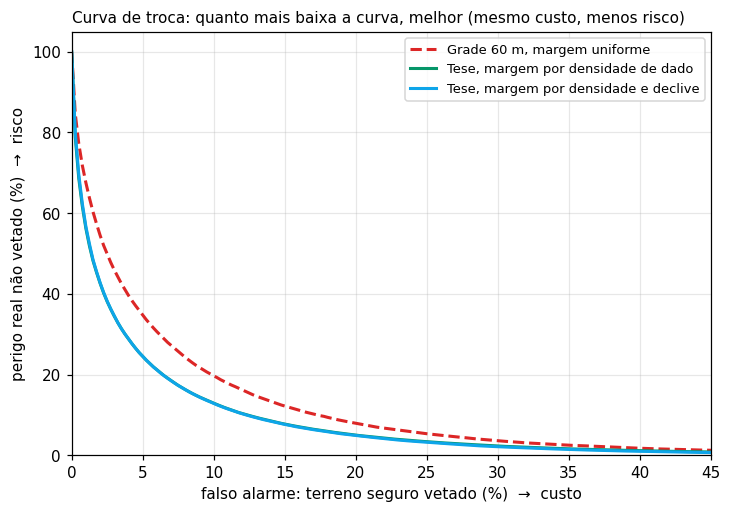 Curva de troca: quanto mais baixa a curva, melhor (mesmo custo, menos risco)
Grade 60 m, margem uniforme
Tese, margem por densidade de dado
Tese, margem por densidade e declive
perigo real não vetado (%) → risco
100
80
60
40
20
0
0 5 10 15 20 25 30 35 40 45
falso alarme: terreno seguro vetado (%) → custo